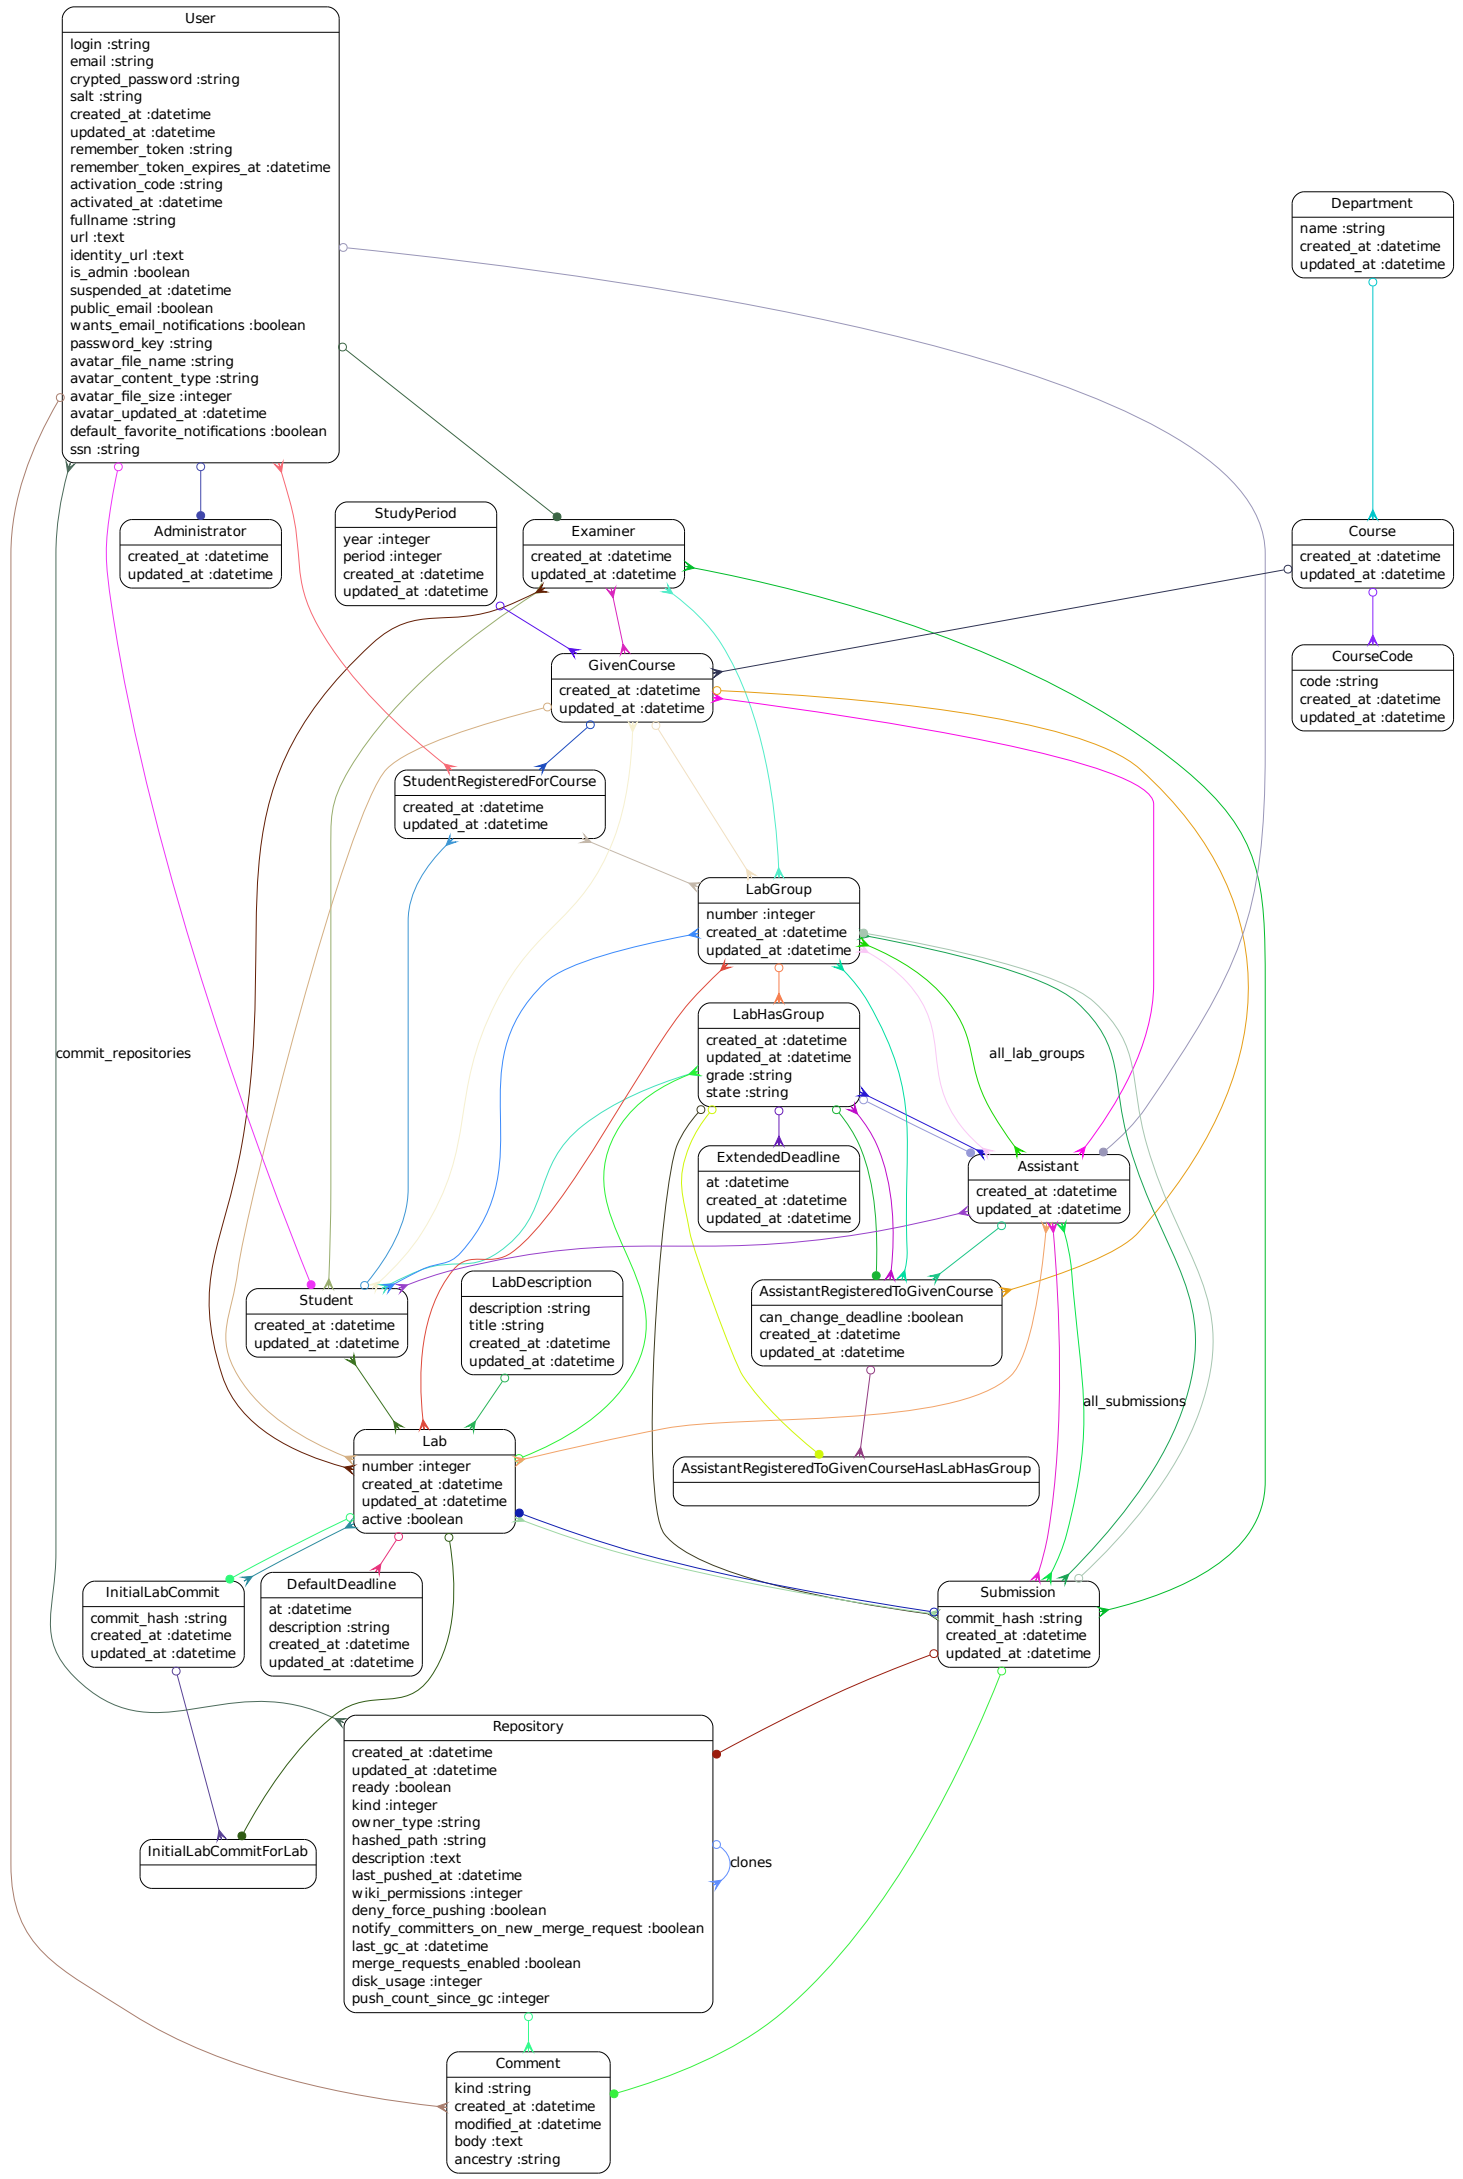 User
login :string
email :string
crypted_password :string
salt :string
created_at :datetime
updated_at :datetime
remember_token :string
remember_token_expires_at :datetime
activation_code :string
activated_at :datetime
fullname :string
url :text
identity_url :text
is_admin :boolean
suspended_at :datetime
public_email :boolean
wants_email_notifications :boolean
password_key :string
avatar_file_name :string
avatar_content_type :string
avatar_file_size :integer
avatar_updated_at :datetime
default_favorite_notifications :boolean
ssn :string
Department
name :string
created_at :datetime
updated_at :datetime
Administrator
created_at :datetime
updated_at :datetime
StudyPeriod
year :integer
period :integer
created_at :datetime
updated_at :datetime
Examiner
created_at :datetime
updated_at :datetime
Course
created_at :datetime
updated_at :datetime
GivenCourse
created_at :datetime
updated_at :datetime
CourseCode
code :string
created_at :datetime
updated_at :datetime
StudentRegisteredForCourse
created_at :datetime
updated_at :datetime
LabGroup
number :integer
created_at :datetime
updated_at :datetime
LabHasGroup
created_at :datetime
updated_at :datetime
grade :string
state :string
commit_repositories
all_lab_groups
ExtendedDeadline
at :datetime
created_at :datetime
updated_at :datetime
Assistant
created_at :datetime
updated_at :datetime
Student
created_at :datetime
updated_at :datetime
LabDescription
description :string
title :string
created_at :datetime
updated_at :datetime
AssistantRegisteredToGivenCourse
can_change_deadline :boolean
created_at :datetime
updated_at :datetime
all_submissions
Lab
number :integer
created_at :datetime
updated_at :datetime
active :boolean
AssistantRegisteredToGivenCourseHasLabHasGroup
InitialLabCommit
commit_hash :string
created_at :datetime
updated_at :datetime
DefaultDeadline
at :datetime
description :string
created_at :datetime
updated_at :datetime
Submission
commit_hash :string
created_at :datetime
updated_at :datetime
Repository
created_at :datetime
updated_at :datetime
ready :boolean
kind :integer
owner_type :string
hashed_path :string
description :text
last_pushed_at :datetime
wiki_permissions :integer
deny_force_pushing :boolean
notify_committers_on_new_merge_request :boolean
last_gc_at :datetime
merge_requests_enabled :boolean
disk_usage :integer
push_count_since_gc :integer
clones
InitialLabCommitForLab
Comment
kind :string
created_at :datetime
modified_at :datetime
body :text
ancestry :string